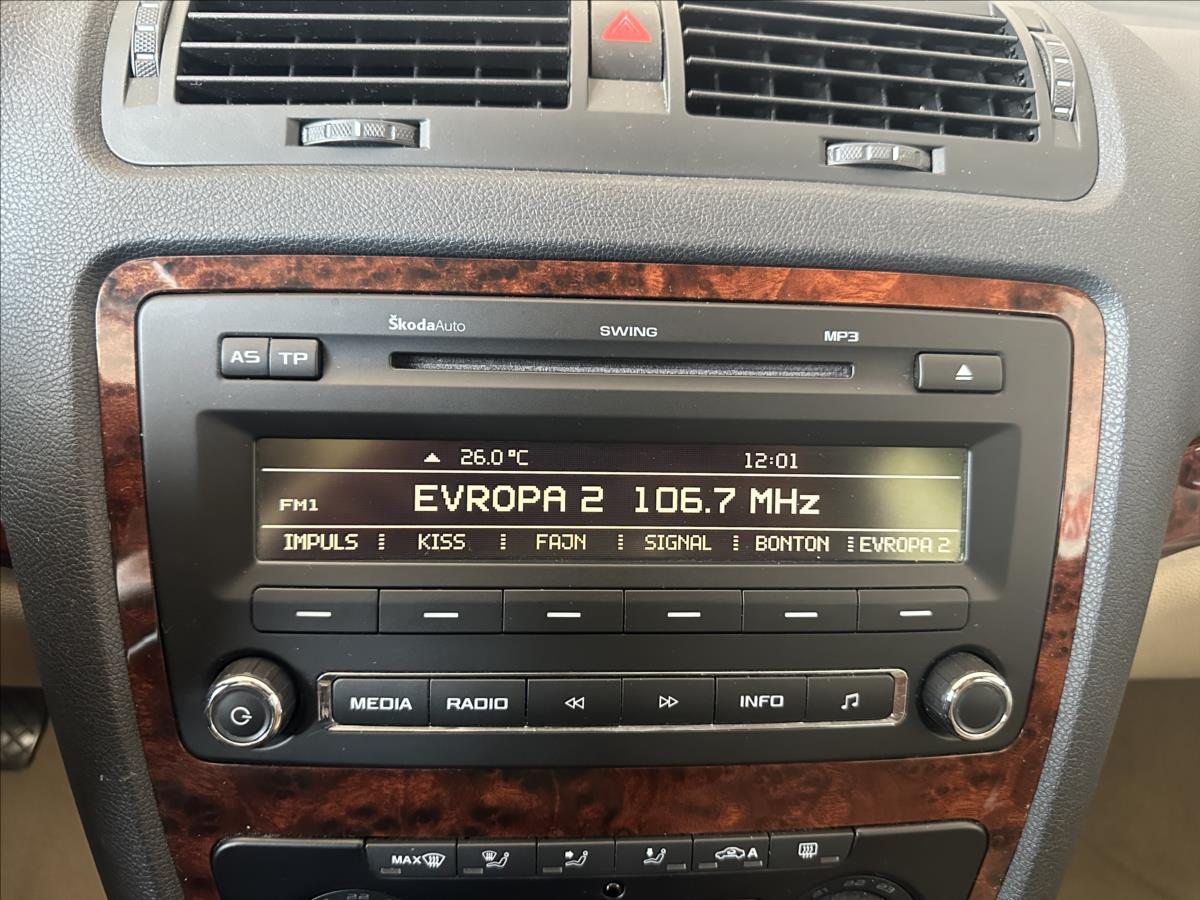 ŠkodaAuto SWING MP3
AS TP
26.0°C 12:01
FM1 EVROPA 2 106.7 MHz
IMPULS KISS FAJN SIGNAL BONTON EVROPA 2
MEDIA RADIO INFO
MAX A